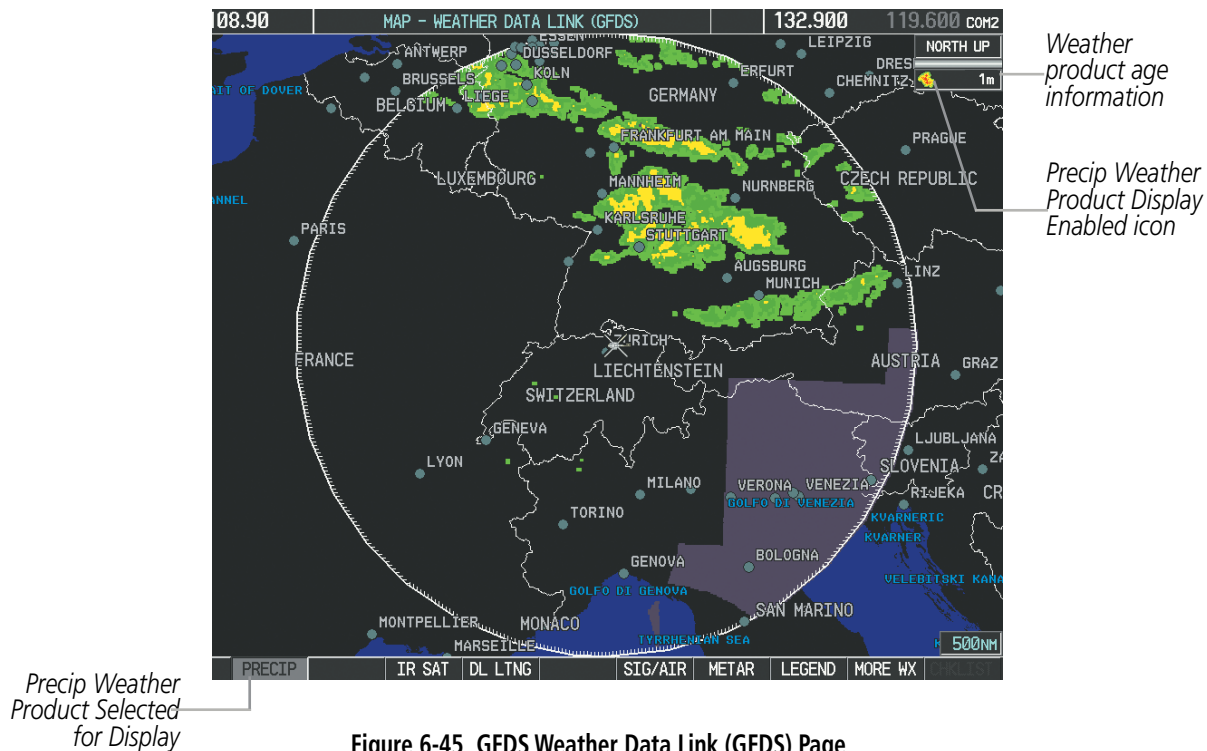 08.90
MAP - WEATHER DATA LINK (GFDS)
132.900
119.600 COM2
ESSEN
LEIPZIG
NORTH UP
Weather
product age
information
ANTWERP
DUSSELDORF
DRES
BRUSSELS
KOLN
ERFURT
CHEMNITZ
1m
AIT OF DOVER
BELGIUM
LIEGE
GERMANY
FRANKFURT AM MAIN
PRAGUE
Precip Weather
Product Display
Enabled icon
LUXEMBOURG
MANNHEIM
NURNBERG
CZECH REPUBLIC
ANNEL
KARLSRUHE
PARIS
STUTTGART
AUGSBURG
LINZ
MUNICH
ZURICH
FRANCE
AUSTRIA
GRAZ
LIECHTENSTEIN
SWITZERLAND
GENEVA
LJUBLJANA
LYON
ZA
SLOVENIA
MILANO
VERONA
VENEZIA
RIJEKA
CR
GOLFO DI VENEZIA
TORINO
KVARNERIC
KVARNER
BOLOGNA
GENOVA
VELEBITSKI KANA
GOLFO DI GENOVA
SAN MARINO
MONTPELLIER
MONACO
TYRRHENIAN SEA
MARSEILLE
500NM
PRECIP
IR SAT
DL LTNG
SIG/AIR
METAR
LEGEND
MORE WX
CHKLIST
Precip Weather
Product Selected
for Display
Figure 6-45 GFDS Weather Data Link (GFDS) Page